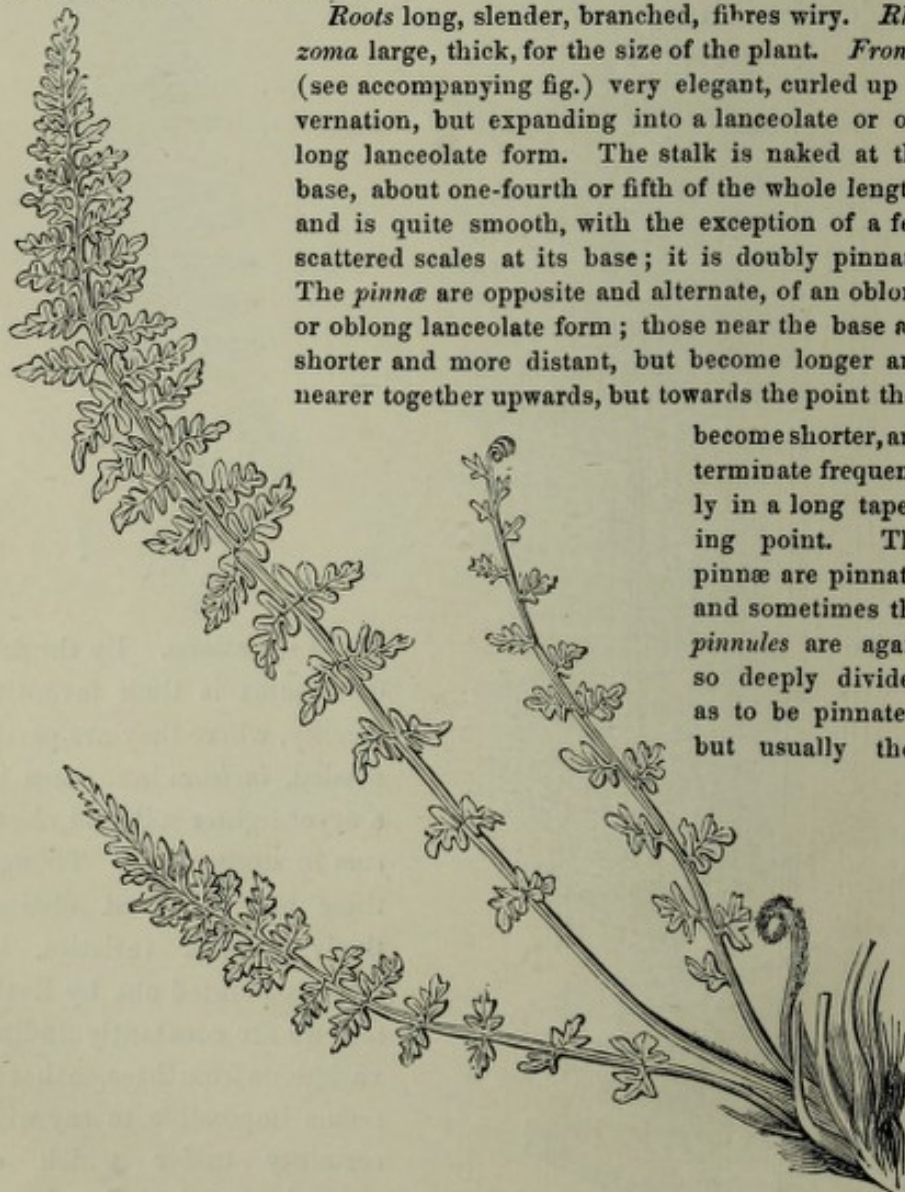 Roots long, slender, branched, fibres wiry. 
zoma large, thick, for the size of the plant. 
(see accompanying fig.) very elegant, curled up
vernation, but expanding into a lanceolate or
long lanceolate form. The stalk is naked at
base, about one-fourth or fifth of the whole
and is quite smooth, with the exception of a
scattered scales at its base; it is doubly
The pinnæ are opposite and alternate, of an
or oblong lanceolate form; those near the base
shorter and more distant, but become longer
nearer together upwards, but towards the point
become shorter,
terminate
ly in a long
ing point.
pinnæ are
and sometimes
pinnules are
so deeply
as to be
but usually